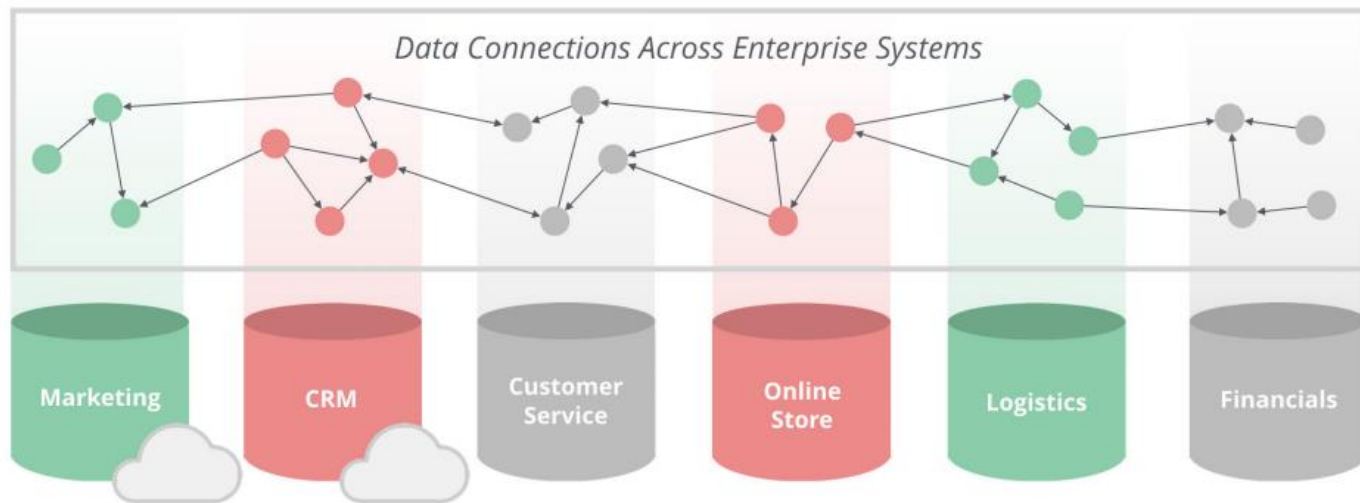 Data Connections Across Enterprise Systems
Marketing
CRM
Customer
Service
Online
Store
Logistics
Financials